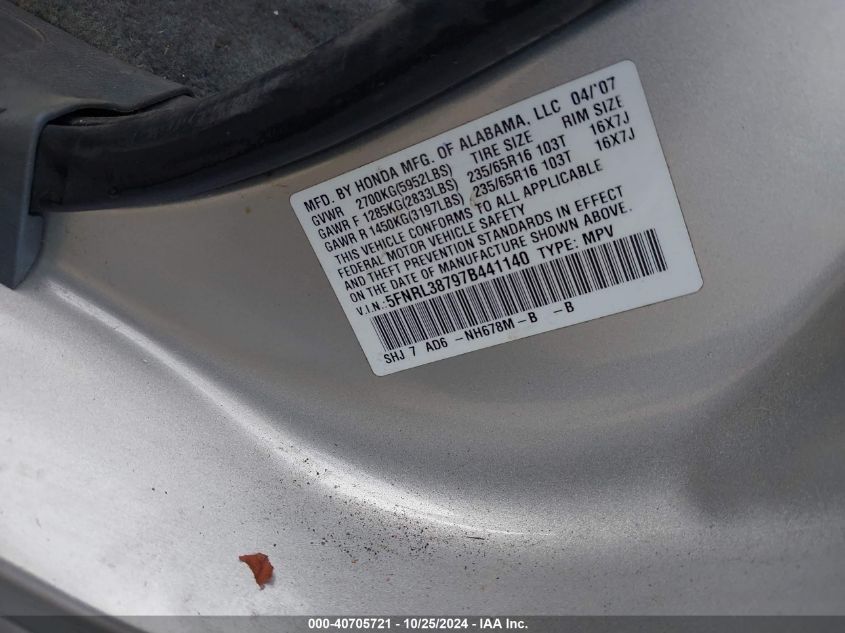 MFD. BY HONDA MFG. OF ALABAMA, LLC 04/'07
GVWR 2700KG(5952LBS) TIRE SIZE RIM SIZE
GAWR F 1285KG(2833LBS) 235/65R16 103T 16X7J
GAWR R 1450KG(3197LBS) 235/65R16 103T 16X7J
THIS VEHICLE CONFORMS TO ALL APPLICABLE
FEDERAL MOTOR VEHICLE SAFETY
AND THEFT PREVENTION STANDARDS IN EFFECT
ON THE DATE OF MANUFACTURE SHOWN ABOVE.
V.I.N.: 5FNRL38797B441140 TYPE: MPV
SHJ 7 AD6 -NH678M-B -B
000-40705721 - 10/25/2024 - IAA Inc.